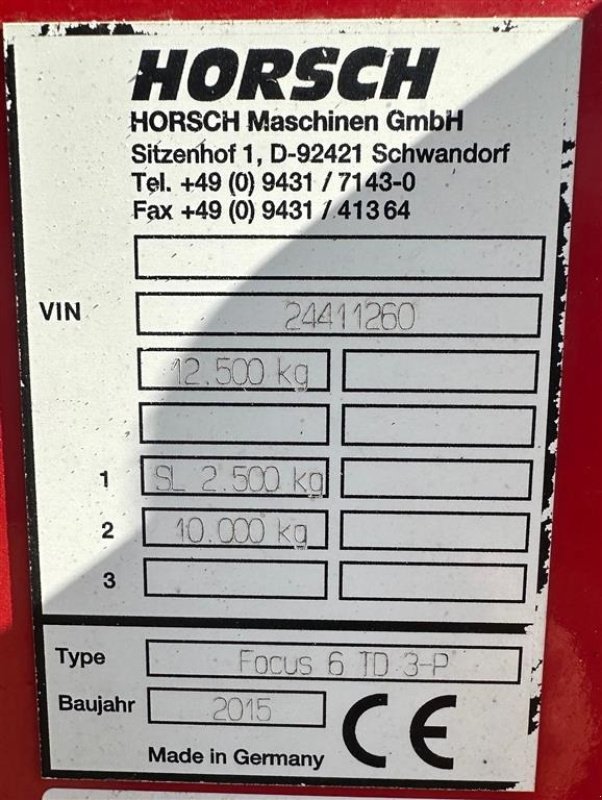 HORSCH
HORSCH Maschinen GmbH
Sitzenhof 1, D-92421 Schwandorf
Tel. +49 (0) 9431 / 7143-0
Fax +49 (0) 9431 / 41364
VIN 24411260
12.500 kg
1 SL 2.500 kg
2 10.000 kg
3
Type Focus 6 TD 3-P
Baujahr 2015
CE
Made in Germany